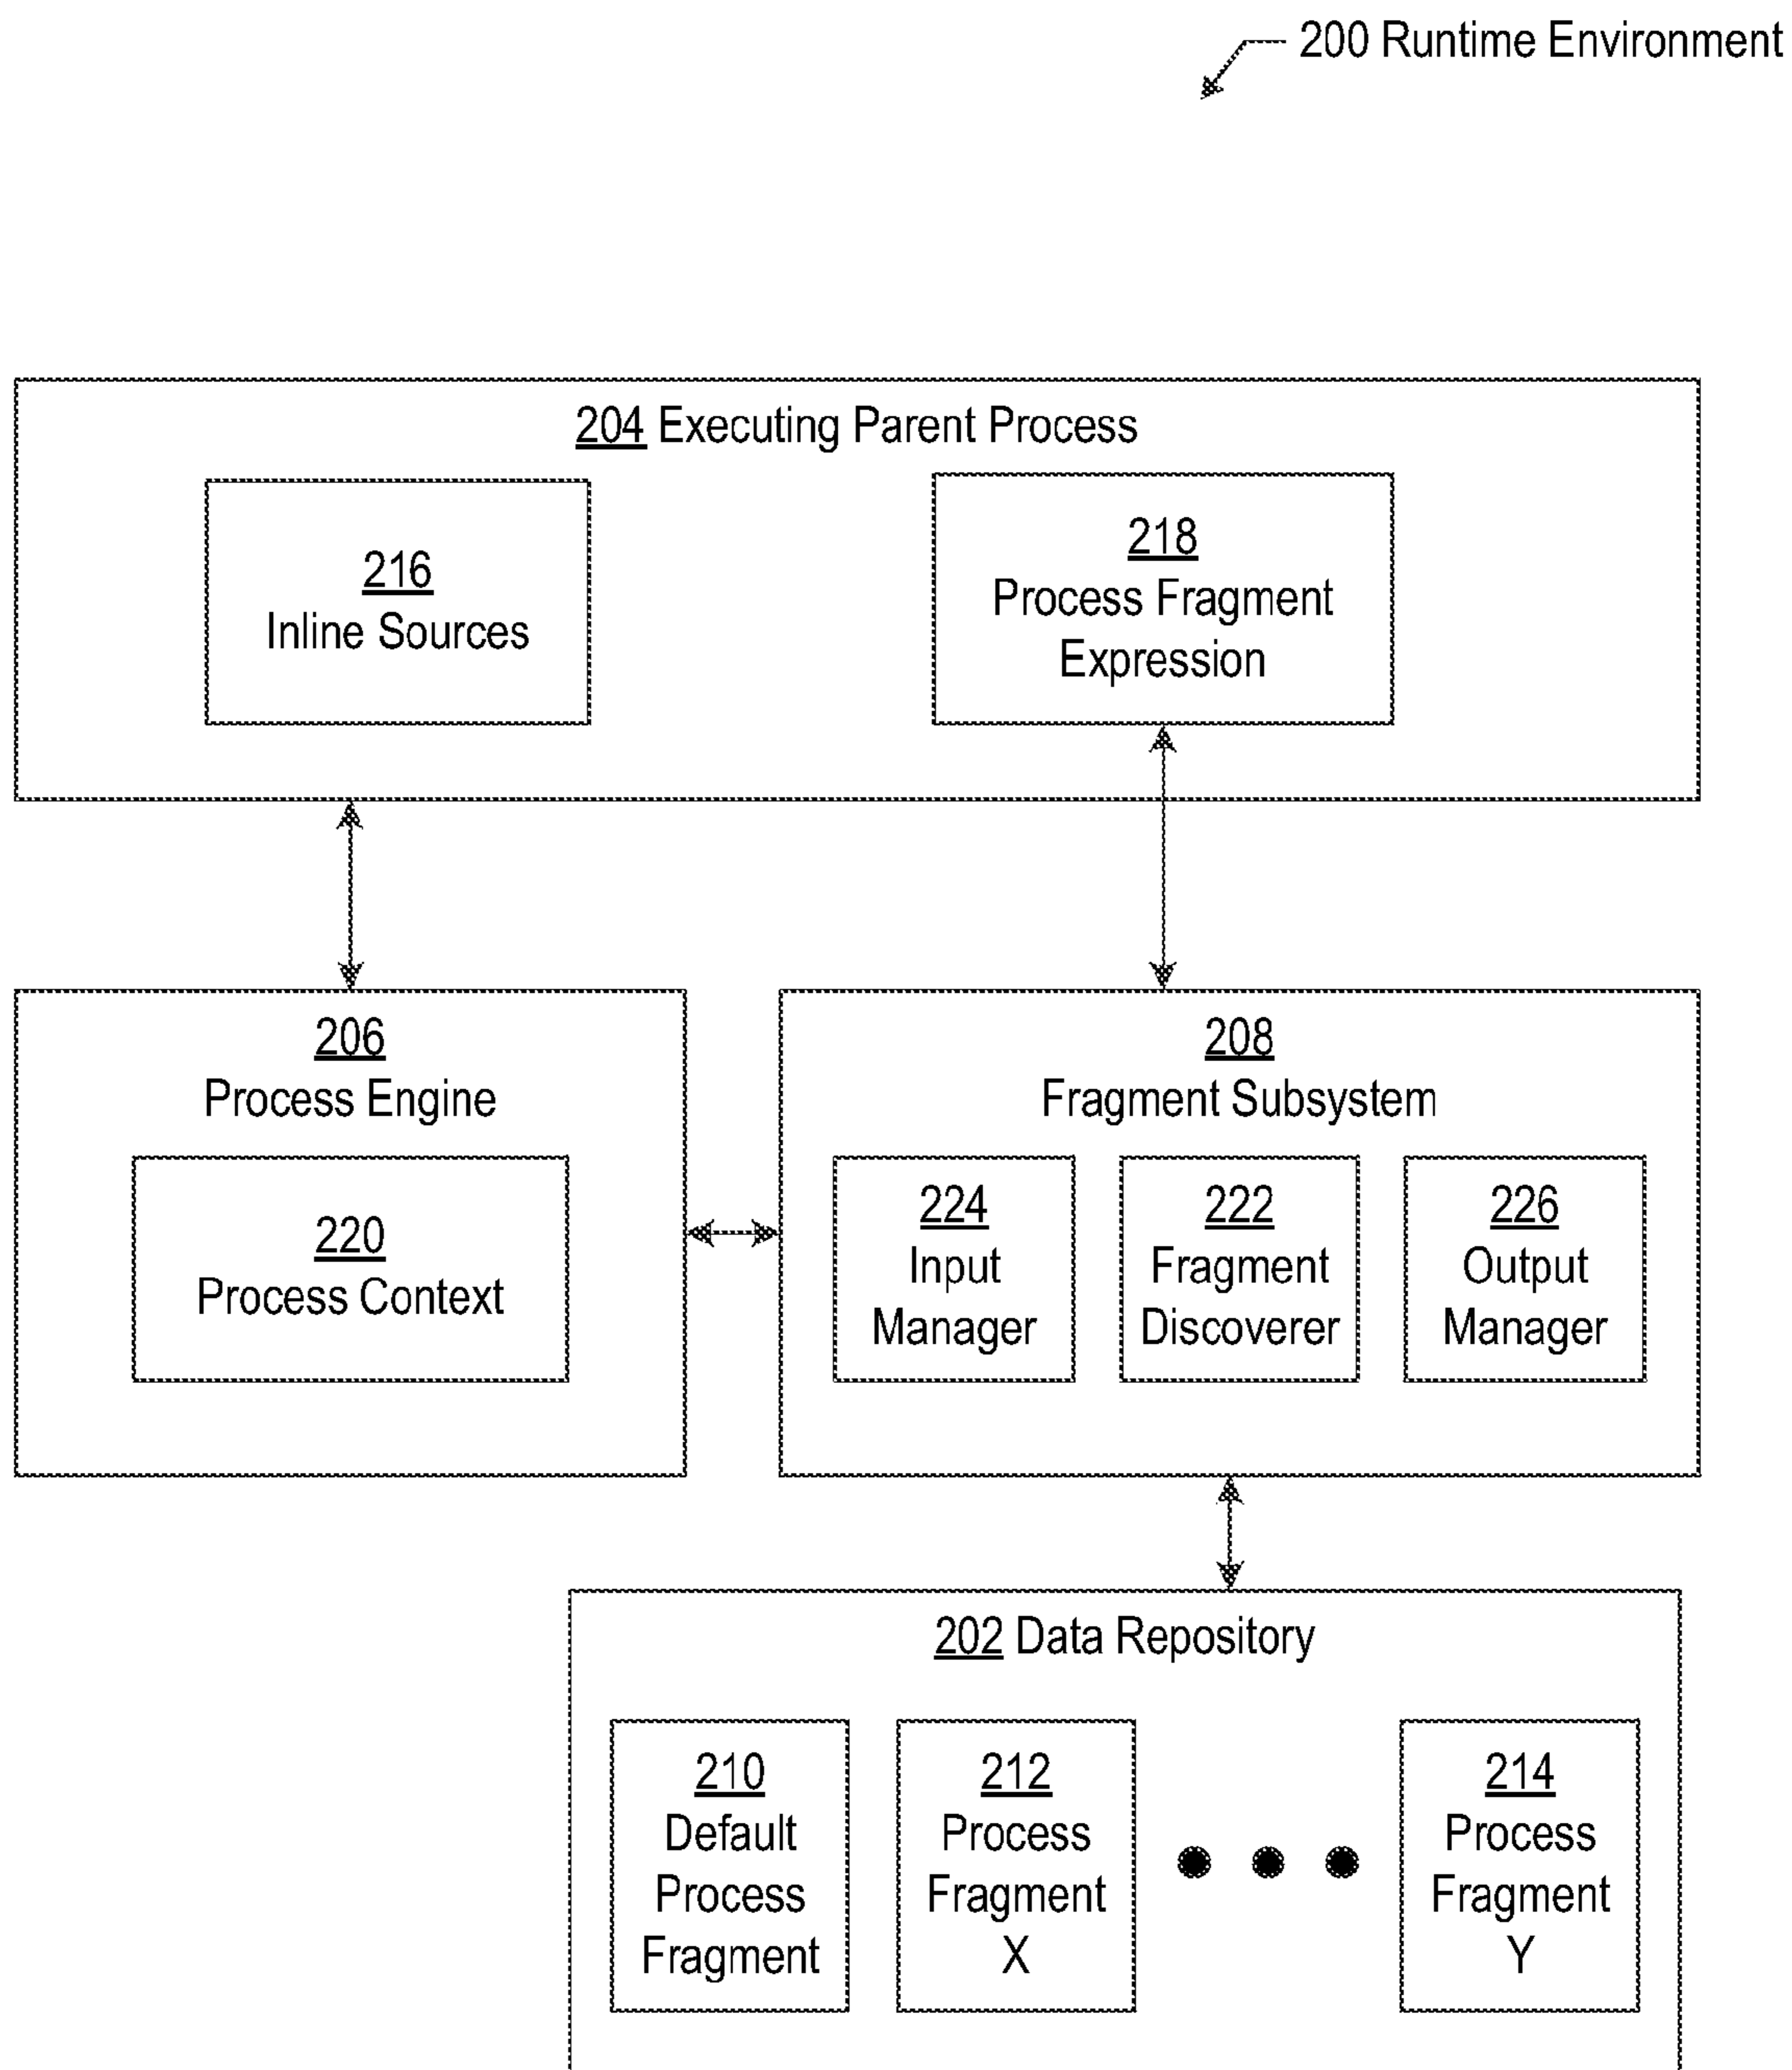 200 Runtime Environment
204 Executing Parent Process
216
Inline Sources
218
Process Fragment
Expression
206
Process Engine
220
Process Context
208
Fragment Subsystem
224
Input
Manager
222
Fragment
Discoverer
226
Output
Manager
202 Data Repository
210
Default
Process
Fragment
212
Process
Fragment
X
214
Process
Fragment
Y